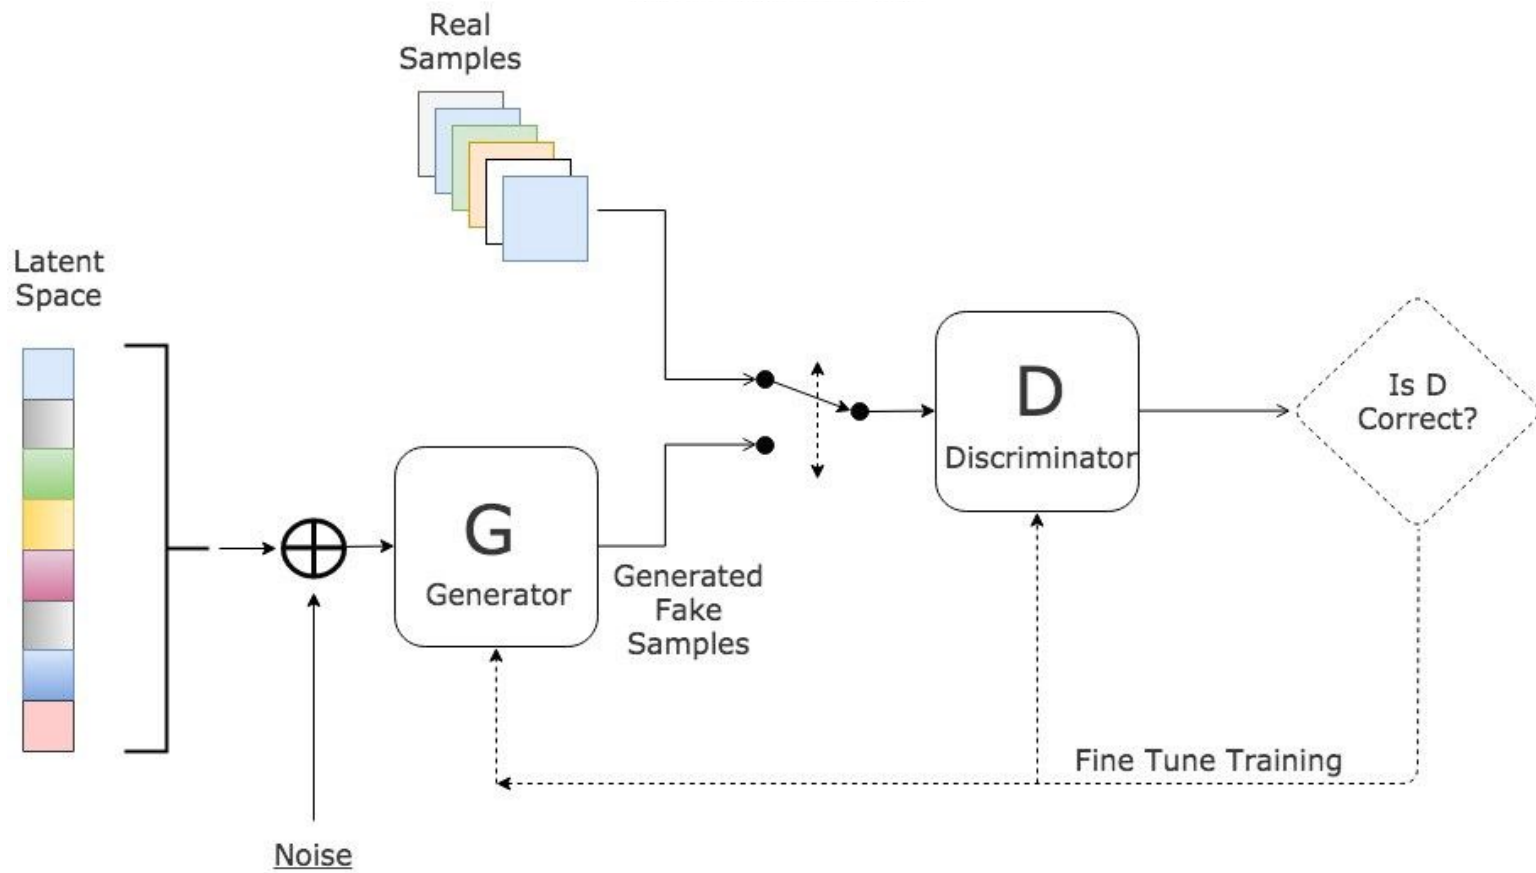 Real
Samples
Latent
Space
Is D
Correct?
D
Discriminator
G
Generator
Generated
Fake
Samples
Fine Tune Training
Noise